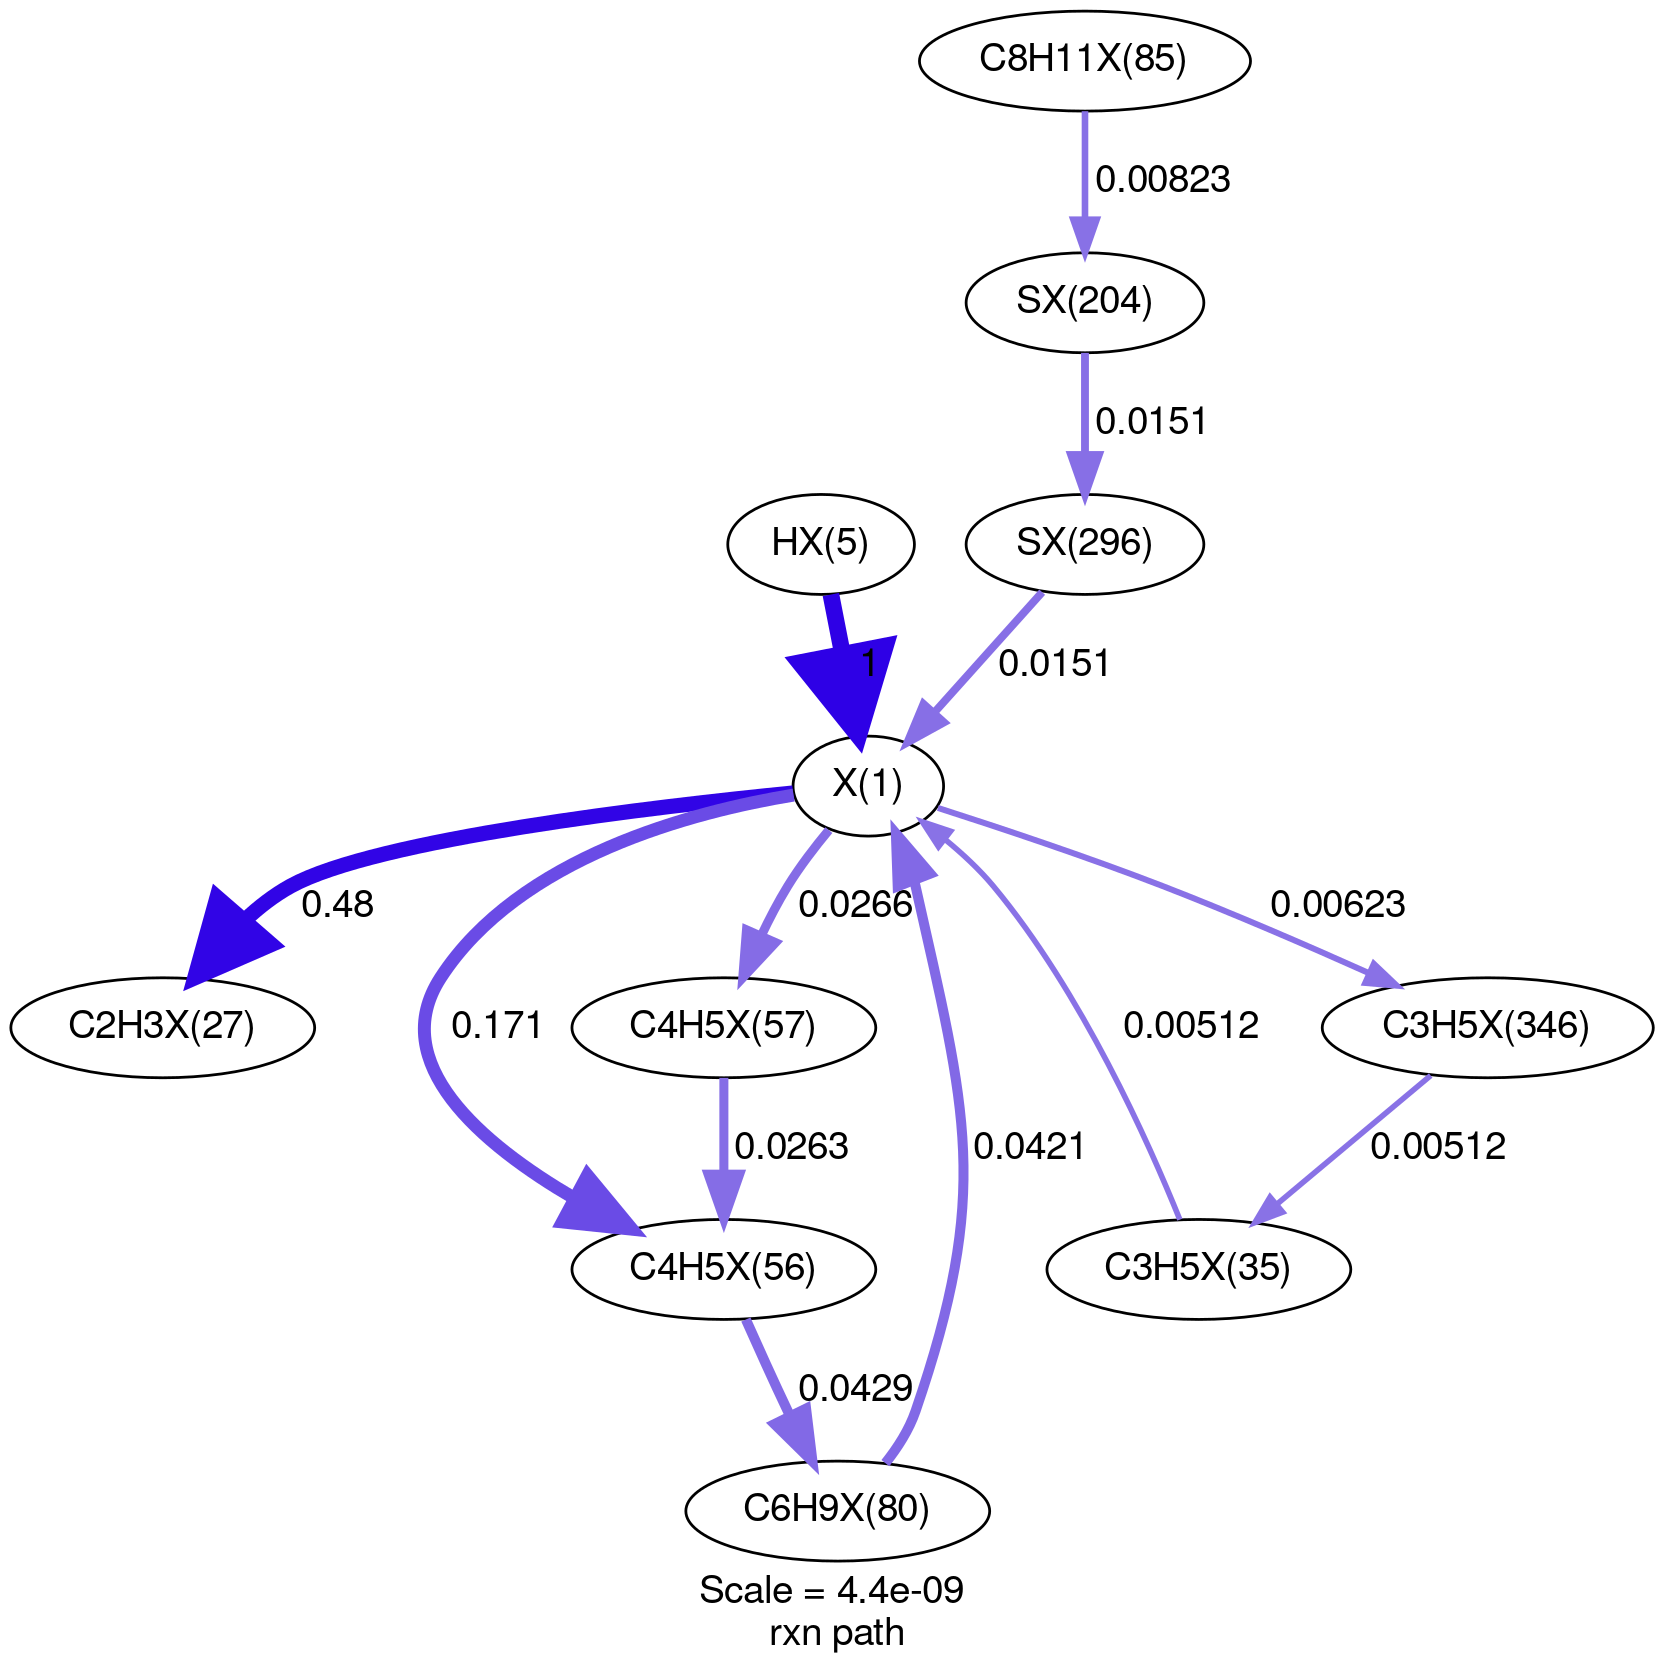 C8H11X(85)
0.00823
SX(204)
0.0151
HX(5)
SX(296)
1
0.0151
X(1)
0.48
0.0266
0.00623
C2H3X(27)
0.171
C4H5X(57)
0.00512
C3H5X(346)
0.0263
0.0421
0.00512
C4H5X(56)
C3H5X(35)
0.0429
C6H9X(80)
Scale = 4.4e-09
rxn path